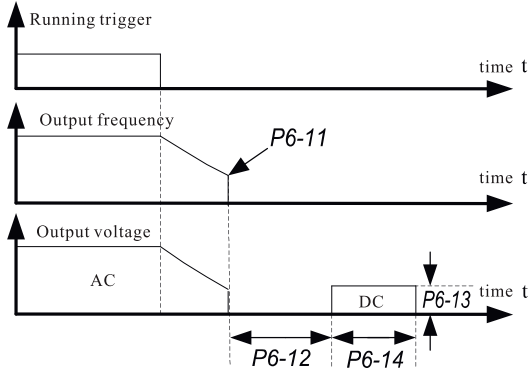 Running trigger
time t
Output frequency
P6-11
time t
Output voltage
AC
DC
P6-13
time t
P6-12
P6-14